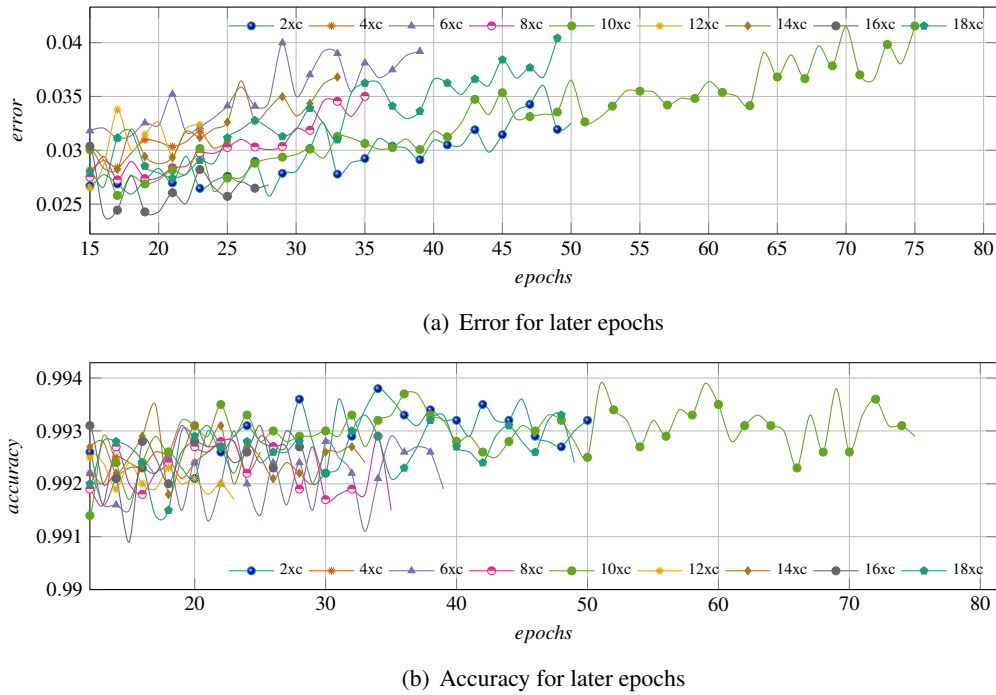 2xc 4xc 6xc 8xc 10xc 12xc 14xc 16xc 18xc
0.04
0.035
0.03
0.025
error
15 20 25 30 35 40 45 50 55 60 65 70 75 80
epochs
(a) Error for later epochs
0.994
0.993
0.992
0.991
0.99
accuracy
2xc 4xc 6xc 8xc 10xc 12xc 14xc 16xc 18xc
20 30 40 50 60 70 80
epochs
(b) Accuracy for later epochs